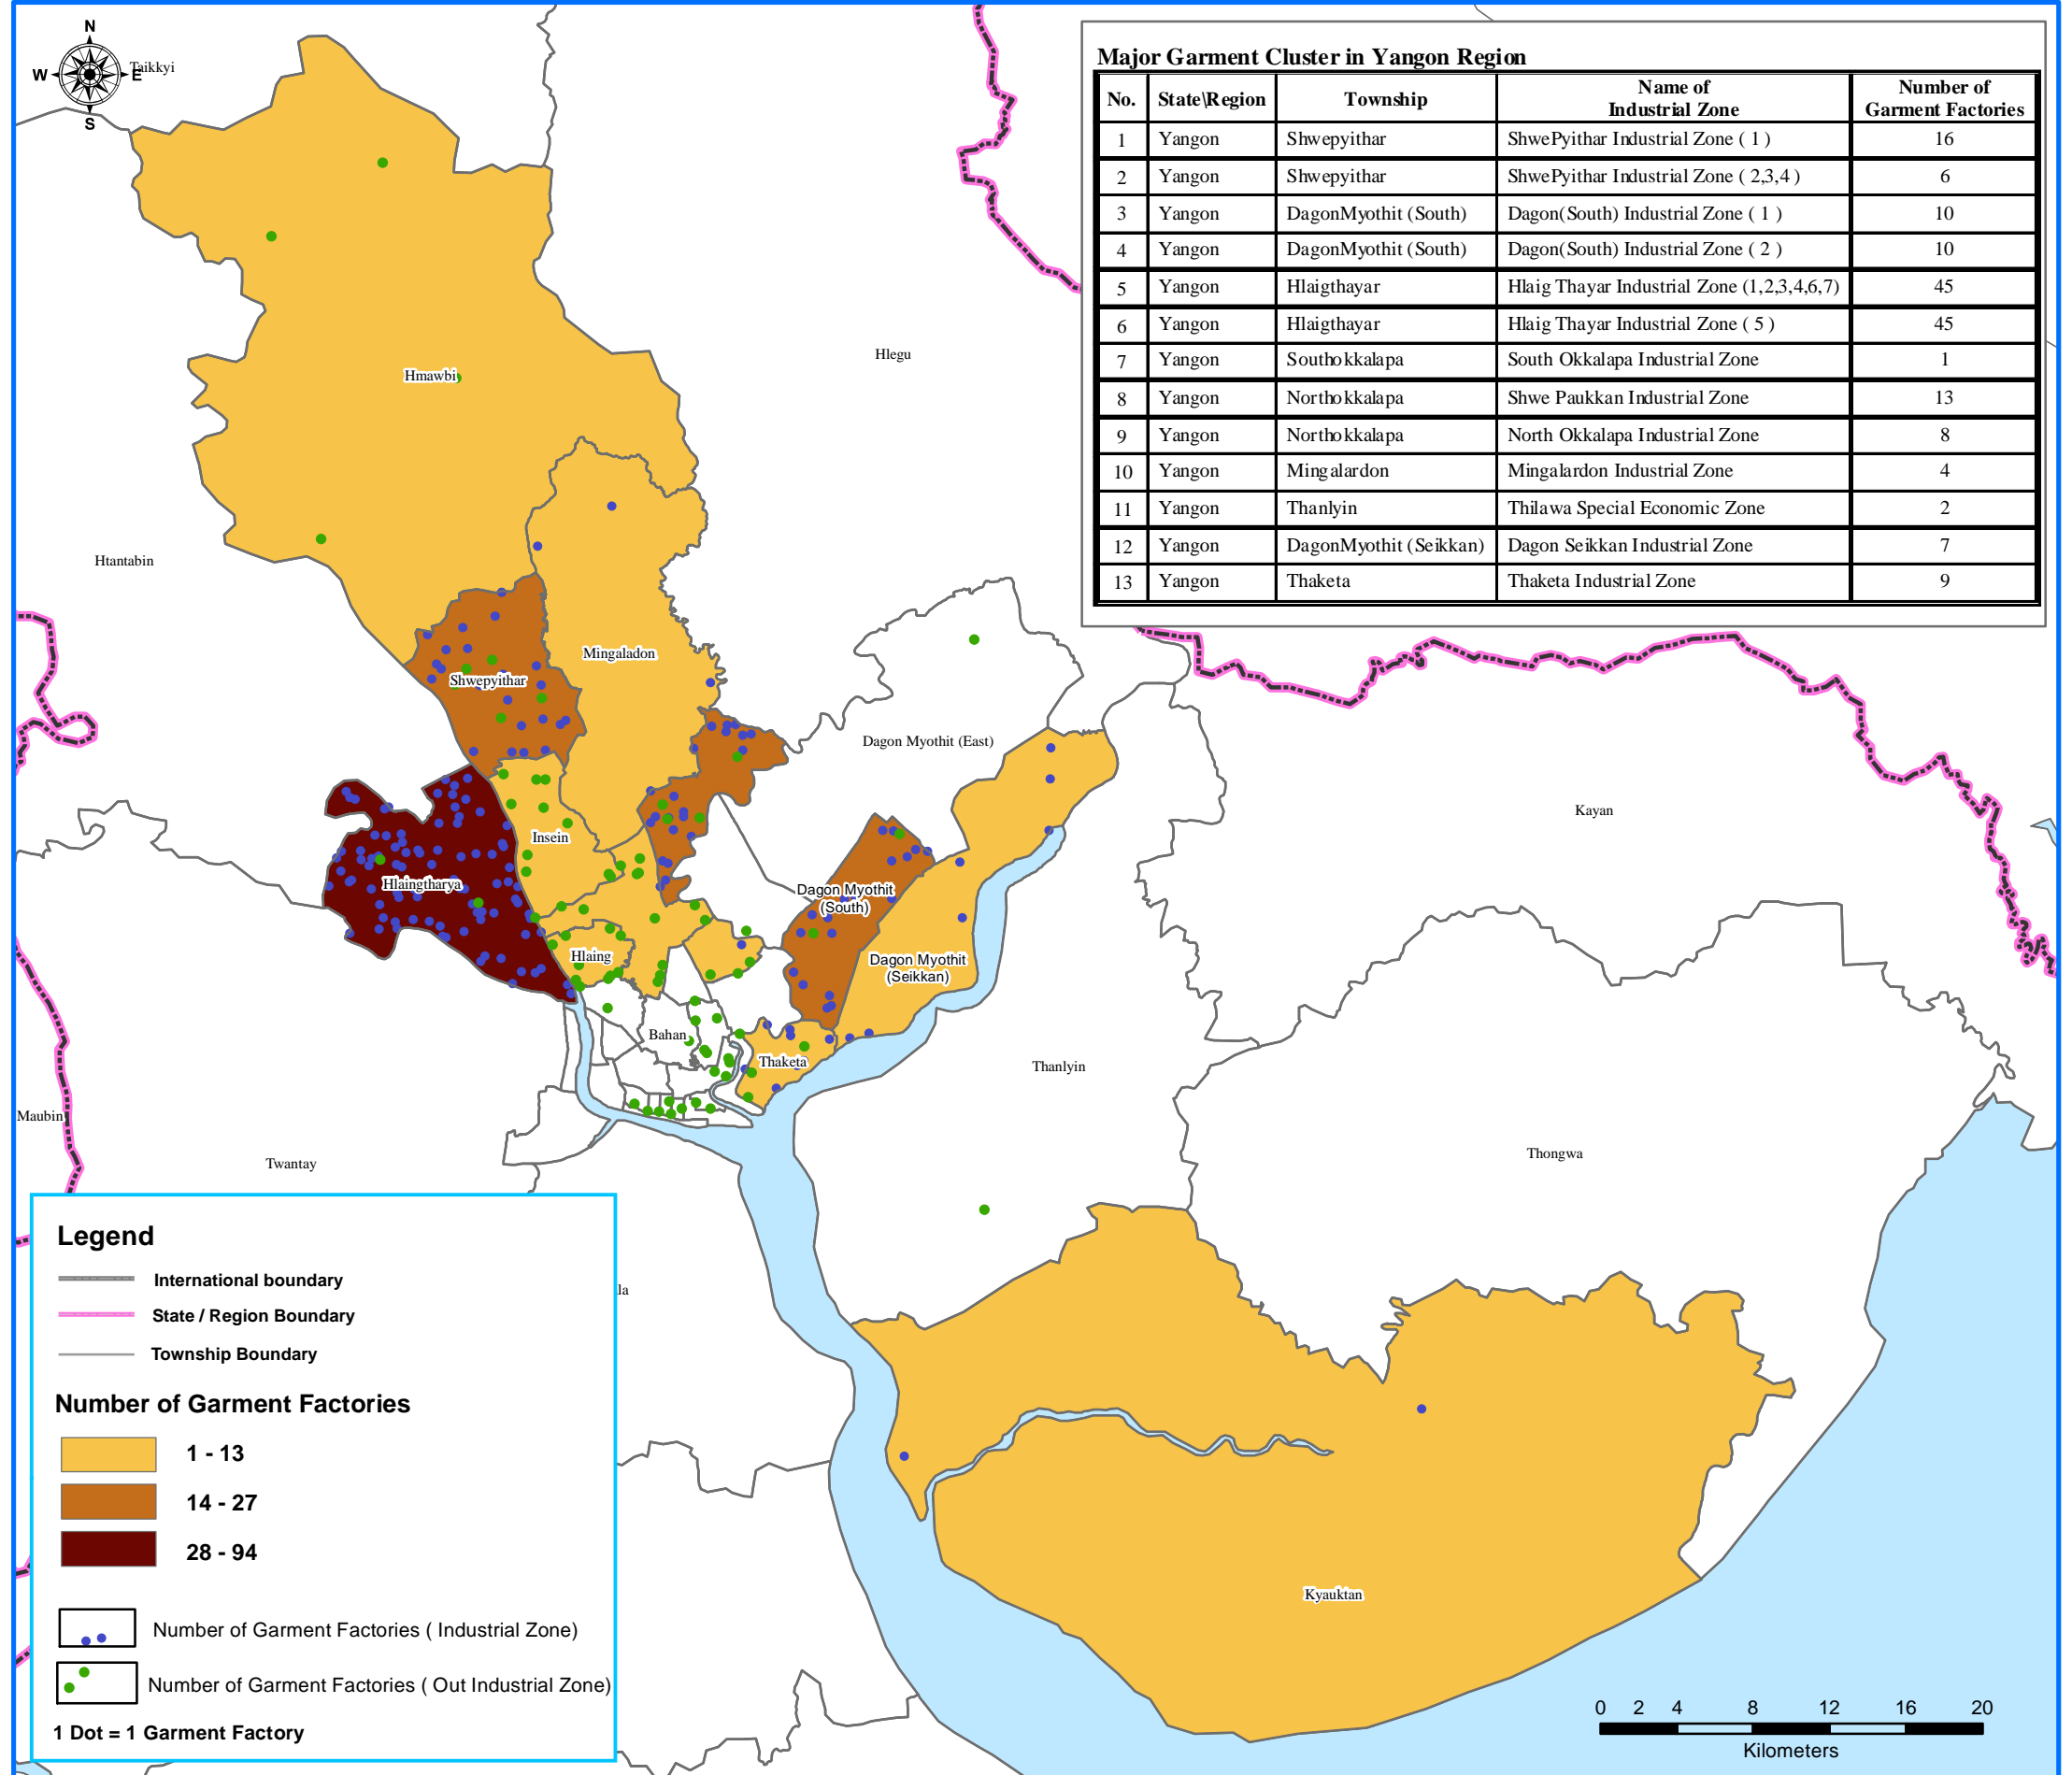 N
W
E
S
Taikkyi
Major Garment Cluster in Yangon Region
No. State\Region Township Name of Industrial Zone Number of Garment Factories
1 Yangon Shwepyithar ShwePyithar Industrial Zone ( 1 ) 16
2 Yangon Shwepyithar ShwePyithar Industrial Zone ( 2,3,4 ) 6
3 Yangon DagonMyothit (South) Dagon(South) Industrial Zone ( 1 ) 10
4 Yangon DagonMyothit (South) Dagon(South) Industrial Zone ( 2 ) 10
5 Yangon Hlaigthayar Hlaig Thayar Industrial Zone (1,2,3,4,6,7) 45
6 Yangon Hlaigthayar Hlaig Thayar Industrial Zone ( 5 ) 45
7 Yangon Southokkalapa South Okkalapa Industrial Zone 1
8 Yangon Northokkalapa Shwe Paukkan Industrial Zone 13
9 Yangon Northokkalapa North Okkalapa Industrial Zone 8
10 Yangon Mingalardon Mingalardon Industrial Zone 4
11 Yangon Thanlyin Thilawa Special Economic Zone 2
12 Yangon DagonMyothit (Seikkan) Dagon Seikkan Industrial Zone 7
13 Yangon Thaketa Thaketa Industrial Zone 9
Hlegu
Hmawbi
Htantabin
Mingaladon
Shwepyithar
Dagon Myothit (East)
Kayan
Insein
Hlaingtharya
Dagon Myothit
(South)
Hlaing
Dagon Myothit
(Seikkan)
Bahan
Thaketa
Thanlyin
Maubin
Twantay
Thongwa
la
Kyauktan
Legend
International boundary
State / Region Boundary
Township Boundary
Number of Garment Factories
1 - 13
14 - 27
28 - 94
Number of Garment Factories ( Industrial Zone)
Number of Garment Factories ( Out Industrial Zone)
1 Dot = 1 Garment Factory
0 2 4 8 12 16 20
Kilometers